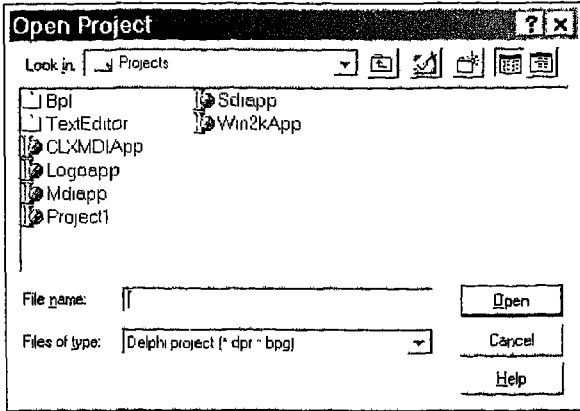 Open Project
Look in: Projects
Bpl
TextEditor
CLXMDIApp
Logoapp
Mdiapp
Project1
Sdiapp
Win2kApp
File name:
Open
Files of type: Delphi project (*.dpr *.bpg)
Cancel
Help